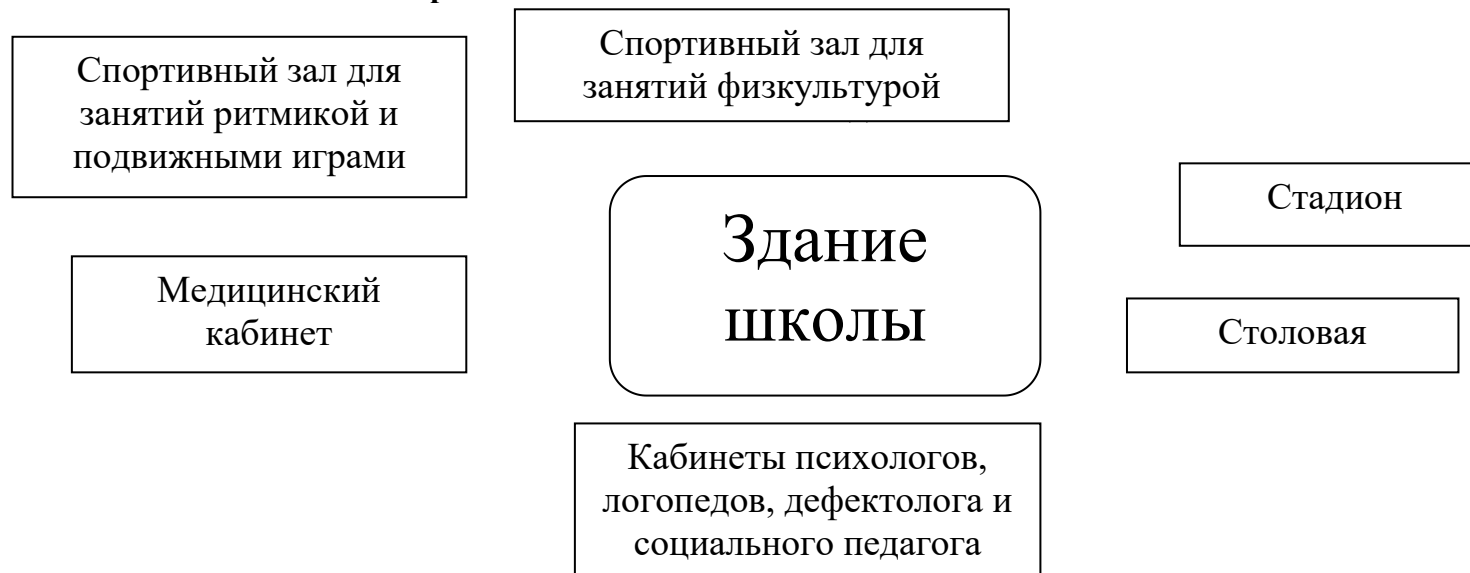 Спортивный зал для
занятий физкультурой
Спортивный зал для
занятий ритмикой и
подвижными играми
Стадион
Здание
школы
Медицинский
кабинет
Столовая
Кабинеты психологов,
логопедов, дефектолога и
социального педагога